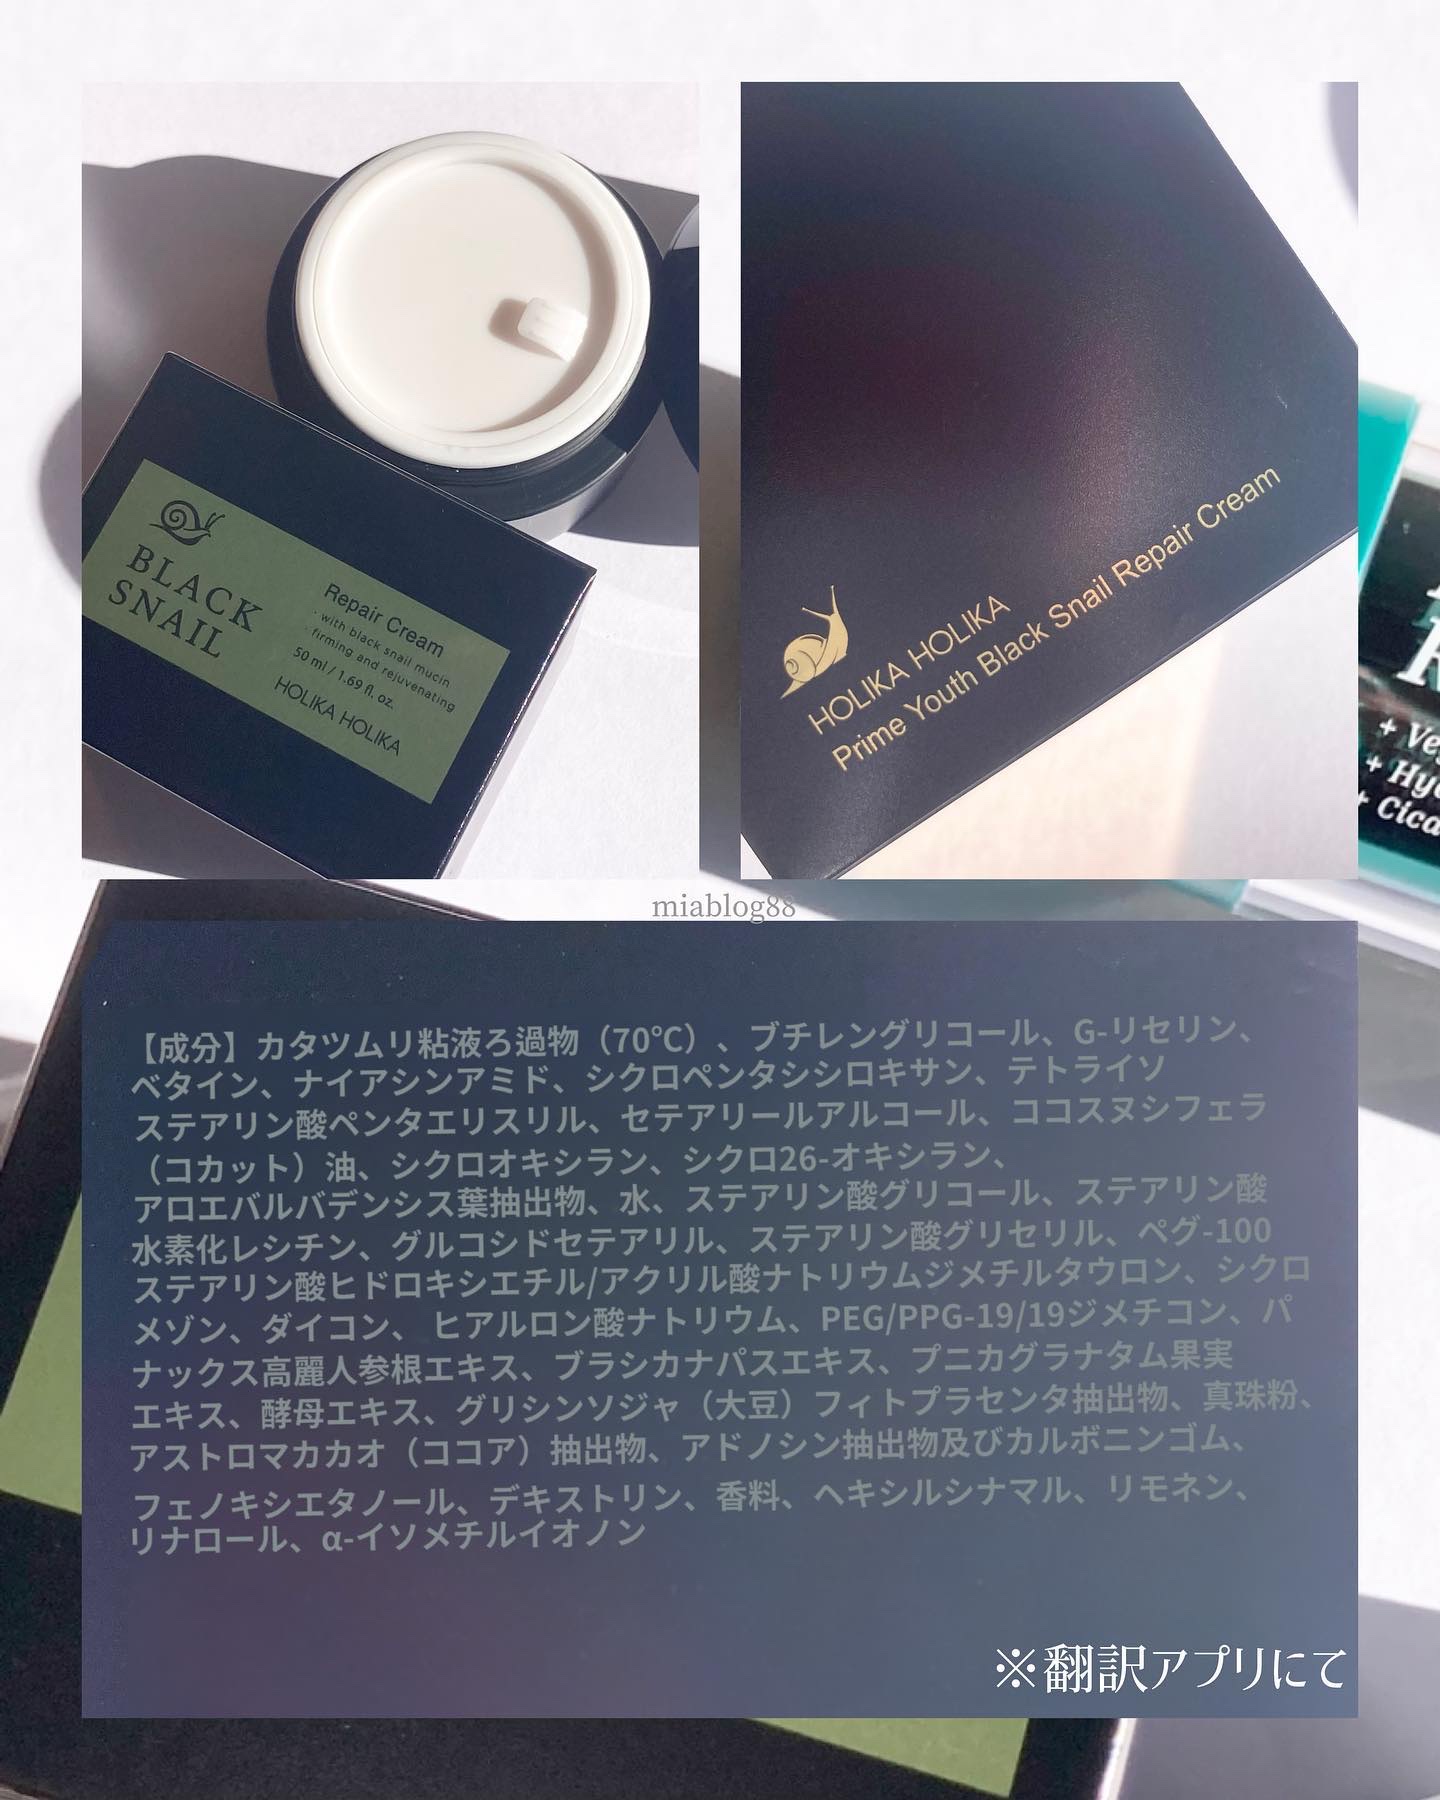 BLACK
SNAIL
Repair Cream
· with black snail mucin
· firming and rejuvenating
50 ml / 1.69 fl. oz.
HOLIKA HOLIKA
HOLIKA HOLIKA
Prime Youth Black Snail Repair Cream
+ Cica
miablog88
【成分】カタツムリ粘液ろ過物（70℃）、ブチレングリコール、G-リセリン、
ベタイン、ナイアシンアミド、シクロペンタシシロキサン、テトライソ
ステアリン酸ペンタエリスリル、セテアリールアルコール、ココスヌシフェラ
（コカット）油、シクロオキシラン、シクロ26-オキシラン、
アロエバルバデンシス葉抽出物、水、ステアリン酸グリコール、ステアリン酸
水素化レシチン、グルコシドセテアリル、ステアリン酸グリセリル、ペグ-100
ステアリン酸ヒドロキシエチル/アクリル酸ナトリウムジメチルタウロン、シクロ
メゾン、ダイコン、 ヒアルロン酸ナトリウム、PEG/PPG-19/19ジメチコン、パ
ナックス高麗人参根エキス、ブラシカナパスエキス、プニカグラナタム果実
エキス、酵母エキス、グリシンソジャ（大豆）フィトプラセンタ抽出物、真珠粉、
アストロマカカオ（ココア）抽出物、アドノシン抽出物及びカルボニンゴム、
フェノキシエタノール、デキストリン、香料、ヘキシルシナマル、リモネン、
リナロール、α-イソメチルイオノン
※翻訳アプリにて